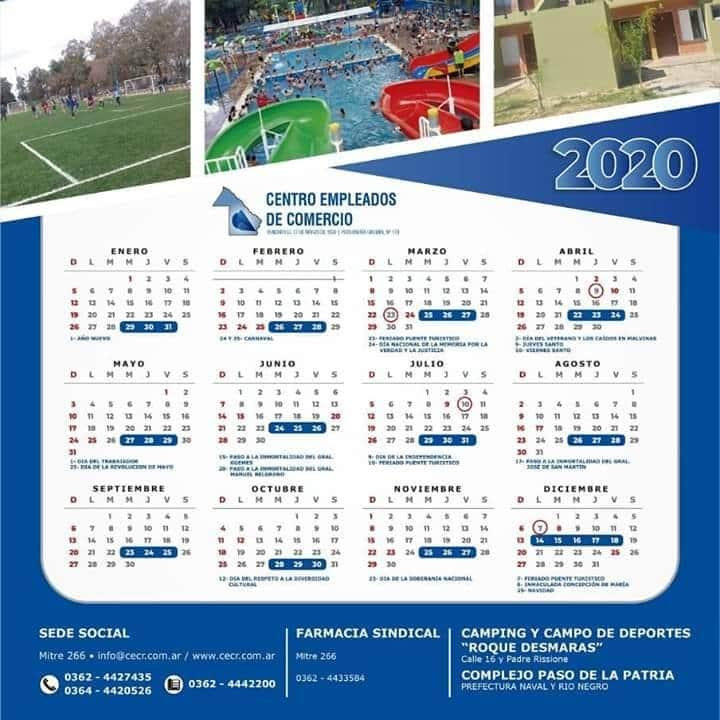 2020
CENTRO EMPLEADOS
DE COMERCIO
ENERO
D L M M J V S
1 2 3 4
5 6 7 8 9 10 11
12 13 14 15 16 17 18
19 20 21 22 23 24 25
26 27 28 29 30 31
1- AÑO NUEVO
FEBRERO
D L M M J V S
1
2 3 4 5 6 7 8
9 10 11 12 13 14 15
16 17 18 19 20 21 22
23 24 25 26 27 28 29
24 Y 25- CARNAVAL
MARZO
D L M M J V S
1 2 3 4 5 6 7
8 9 10 11 12 13 14
15 16 17 18 19 20 21
22 23 24 25 26 27 28
29 30 31
23- FERIADO PUENTE TURISTICO
24- DÍA NACIONAL DE LA MEMORIA POR LA
VERDAD Y LA JUSTICIA
ABRIL
D L M M J V S
1 2 3 4
5 6 7 8 9 10 11
12 13 14 15 16 17 18
19 20 21 22 23 24 25
26 27 28 29 30
2- DÍA DEL VETERANO Y LOS CAÍDOS EN MALVINAS
9- JUEVES SANTO
10- VIERNES SANTO
MAYO
D L M M J V S
1 2
3 4 5 6 7 8 9
10 11 12 13 14 15 16
17 18 19 20 21 22 23
24 25 26 27 28 29 30
31
1- DIA DEL TRABAJADOR
25- DÍA DE LA REVOLUCION DE MAYO
JUNIO
D L M M J V S
1 2 3 4 5 6
7 8 9 10 11 12 13
14 15 16 17 18 19 20
21 22 23 24 25 26 27
28 29 30
15- PASO A LA INMORTALIDAD DEL GRAL.
GÜEMES
20- PASO A LA INMORTALIDAD DEL GRAL.
MANUEL BELGRANO
JULIO
D L M M J V S
1 2 3 4
5 6 7 8 9 10 11
12 13 14 15 16 17 18
19 20 21 22 23 24 25
26 27 28 29 30 31
9- DÍA DE LA INDEPENDENCIA
10- FERIADO PUENTE TURISTICO
AGOSTO
D L M M J V S
1
2 3 4 5 6 7 8
9 10 11 12 13 14 15
16 17 18 19 20 21 22
23 24 25 26 27 28 29
30 31
17- PASO A LA INMORTALIDAD DEL GRAL.
JOSÉ DE SAN MARTÍN
SEPTIEMBRE
D L M M J V S
1 2 3 4 5
6 7 8 9 10 11 12
13 14 15 16 17 18 19
20 21 22 23 24 25 26
27 28 29 30
OCTUBRE
D L M M J V S
1 2 3
4 5 6 7 8 9 10
11 12 13 14 15 16 17
18 19 20 21 22 23 24
25 26 27 28 29 30 31
12- DIA DEL RESPETO A LA DIVERSIDAD
CULTURAL
NOVIEMBRE
D L M M J V S
1 2 3 4 5 6 7
8 9 10 11 12 13 14
15 16 17 18 19 20 21
22 23 24 25 26 27 28
29 30
23- DIA DE LA SOBERANÍA NACIONAL
DICIEMBRE
D L M M J V S
1 2 3 4 5
6 7 8 9 10 11 12
13 14 15 16 17 18 19
20 21 22 23 24 25 26
27 28 29 30 31
7- FERIADO PUENTE TURISTICO
8- INMACULADA CONCEPCIÓN DE MARÍA
25- NAVIDAD
SEDE SOCIAL
Mitre 266 • info@cecr.com.ar / www.cecr.com.ar
0362 - 4427435
0364 - 4420526
0362 - 4442200
FARMACIA SINDICAL
Mitre 266
0362 - 4433584
CAMPING Y CAMPO DE DEPORTES
“ROQUE DESMARAS”
Calle 16 y Padre Rissione
COMPLEJO PASO DE LA PATRIA
PREFECTURA NAVAL Y RIO NEGRO